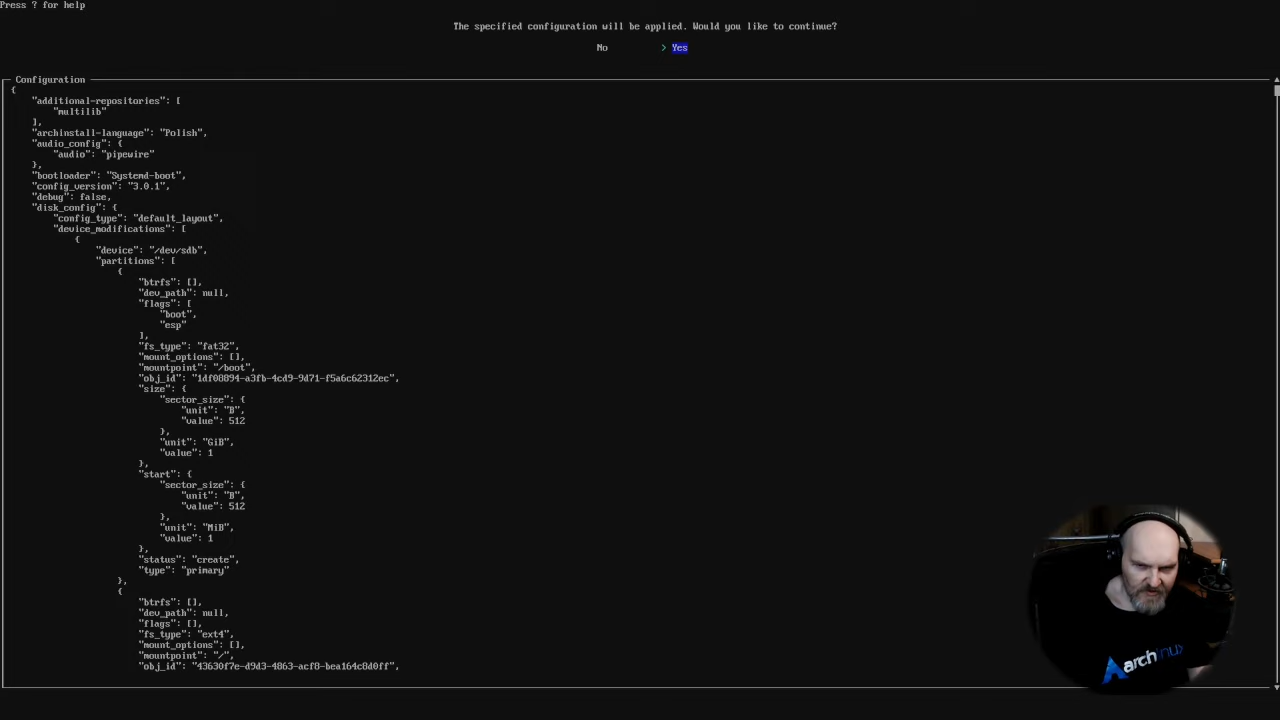 Press ? for help
The specified configuration will be applied. Would you like to continue?
No > Yes
Configuration
{
"additional-repositories": [
"multilib"
],
"archinstall-language": "Polish",
"audio_config": {
"audio": "pipewire"
},
"bootloader": "Systemd-boot",
"config_version": "3.0.1",
"debug": false,
"disk_config": {
"config_type": "default_layout",
"device_modifications": [
{
"device": "/dev/sdb",
"partitions": [
{
"btrfs": [],
"dev_path": null,
"flags": [
"boot",
"esp"
],
"fs_type": "fat32",
"mount_options": [],
"mountpoint": "/boot",
"obj_id": "1df08894-a3fb-4cd9-9d71-f5a6c62312ec",
"size": {
"sector_size": {
"unit": "B",
"value": 512
},
"unit": "GiB",
"value": 1
},
"start": {
"sector_size": {
"unit": "B",
"value": 512
},
"unit": "MiB",
"value": 1
},
"status": "create",
"type": "primary"
},
{
"btrfs": [],
"dev_path": null,
"flags": [],
"fs_type": "ext4",
"mount_options": [],
"mountpoint": "/",
"obj_id": "43630f7e-d9d3-4863-acf8-bea164c8d0ff",
archlinux